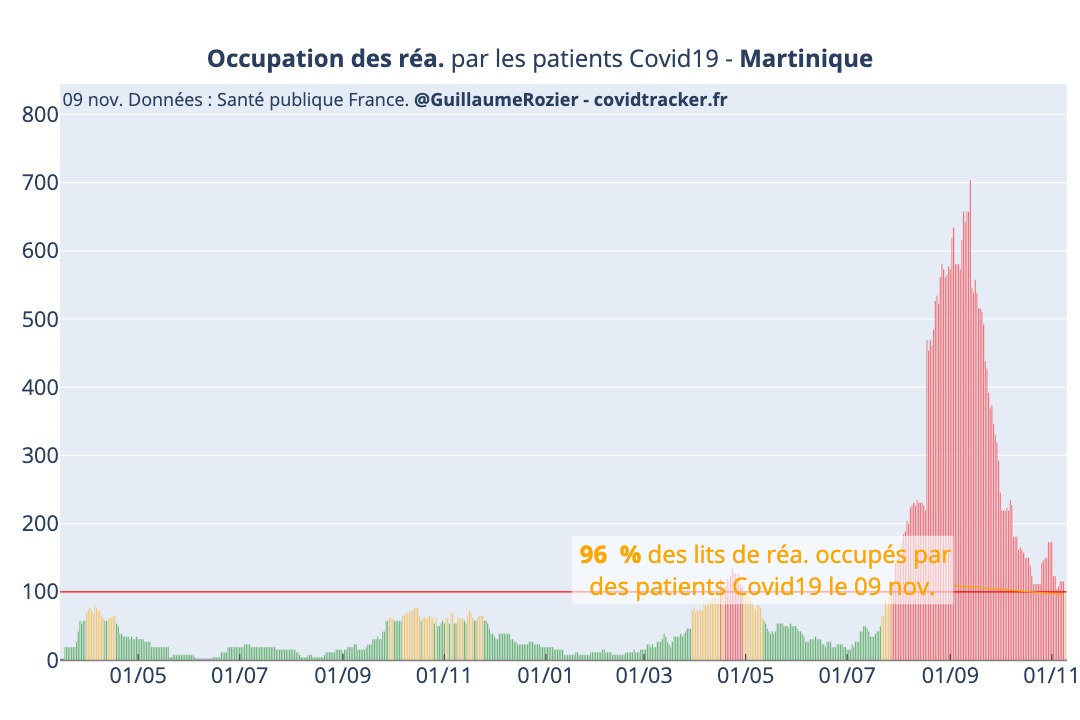 Occupation des réa. par les patients Covid19 - Martinique
09 nov. Données : Santé publique France. @GuillaumeRozier - covidtracker.fr
800
700
600
500
400
300
200
100
0
96 % des lits de réa. occupés par
des patients Covid19 le 09 nov.
01/05 01/07 01/09 01/11 01/01 01/03 01/05 01/07 01/09 01/11